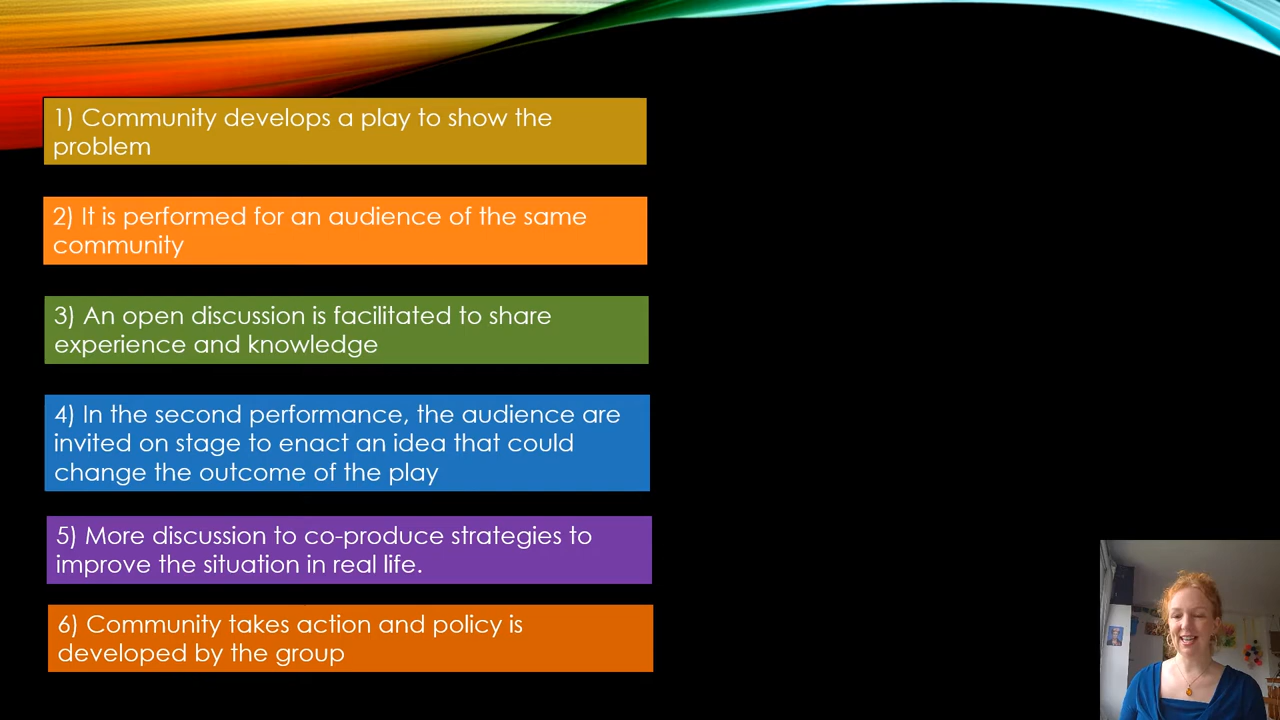 1) Community develops a play to show the
problem
2) It is performed for an audience of the same
community
3) An open discussion is facilitated to share
experience and knowledge
4) In the second performance, the audience are
invited on stage to enact an idea that could
change the outcome of the play
5) More discussion to co-produce strategies to
improve the situation in real life.
6) Community takes action and policy is
developed by the group